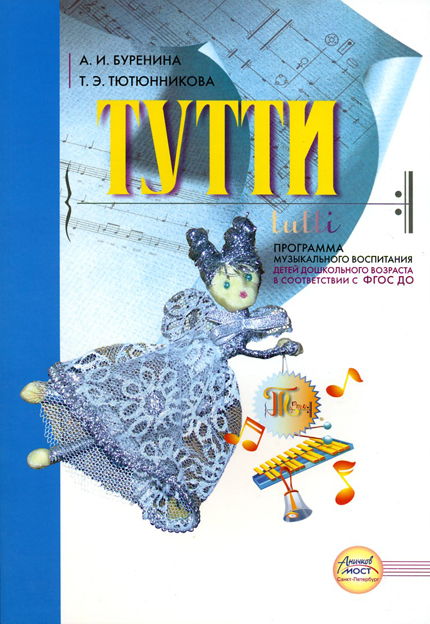 А. И. БУРЕНИНА
Т. Э. ТЮТЮННИКОВА
ТУТТИ
tutti
ПРОГРАММА
МУЗЫКАЛЬНОГО ВОСПИТАНИЯ
ДЕТЕЙ ДОШКОЛЬНОГО ВОЗРАСТА
В СООТВЕТСТВИИ С ФГОС ДО
Аничков
МОСТ
Санкт-Петербург